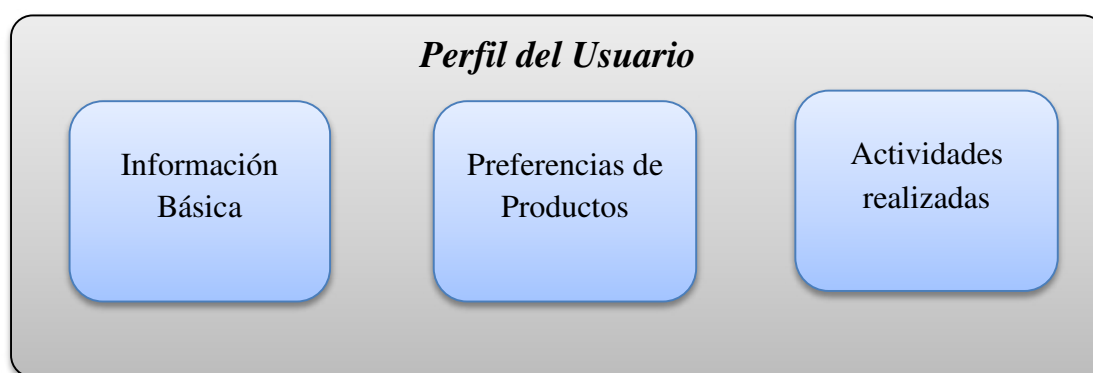 Perfil del Usuario
Información
Básica
Preferencias de
Productos
Actividades
realizadas